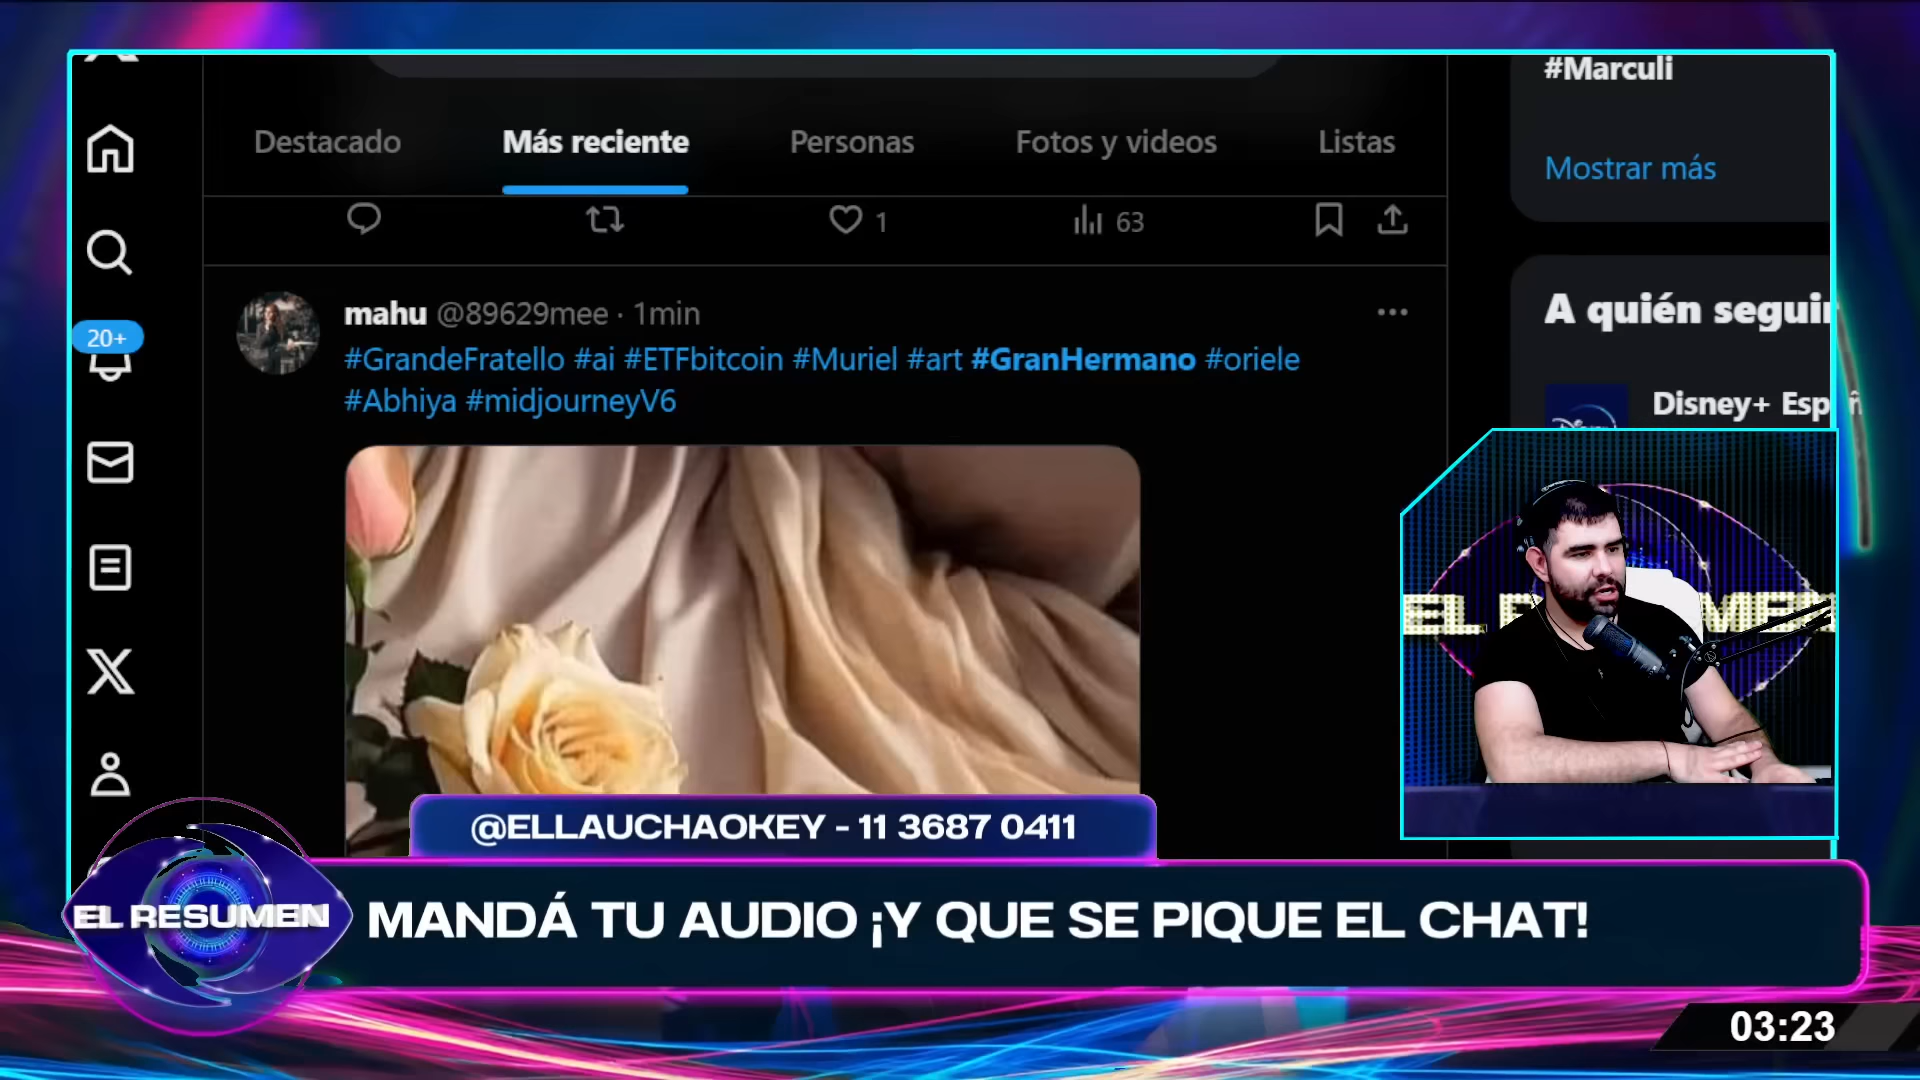 #Marculi
Destacado
Más reciente
Personas
Fotos y videos
Listas
Mostrar más
1
63
20+
mahu @89629mee · 1min
#GrandeFratello #ai #ETFbitcoin #Muriel #art #GranHermano #oriele
#Abhiya #midjourneyV6
A quién seguir
Disney+ Españ
@ELLAUCHAOKEY - 11 3687 0411
EL RESUMEN
MANDÁ TU AUDIO ¡Y QUE SE PIQUE EL CHAT!
03:23